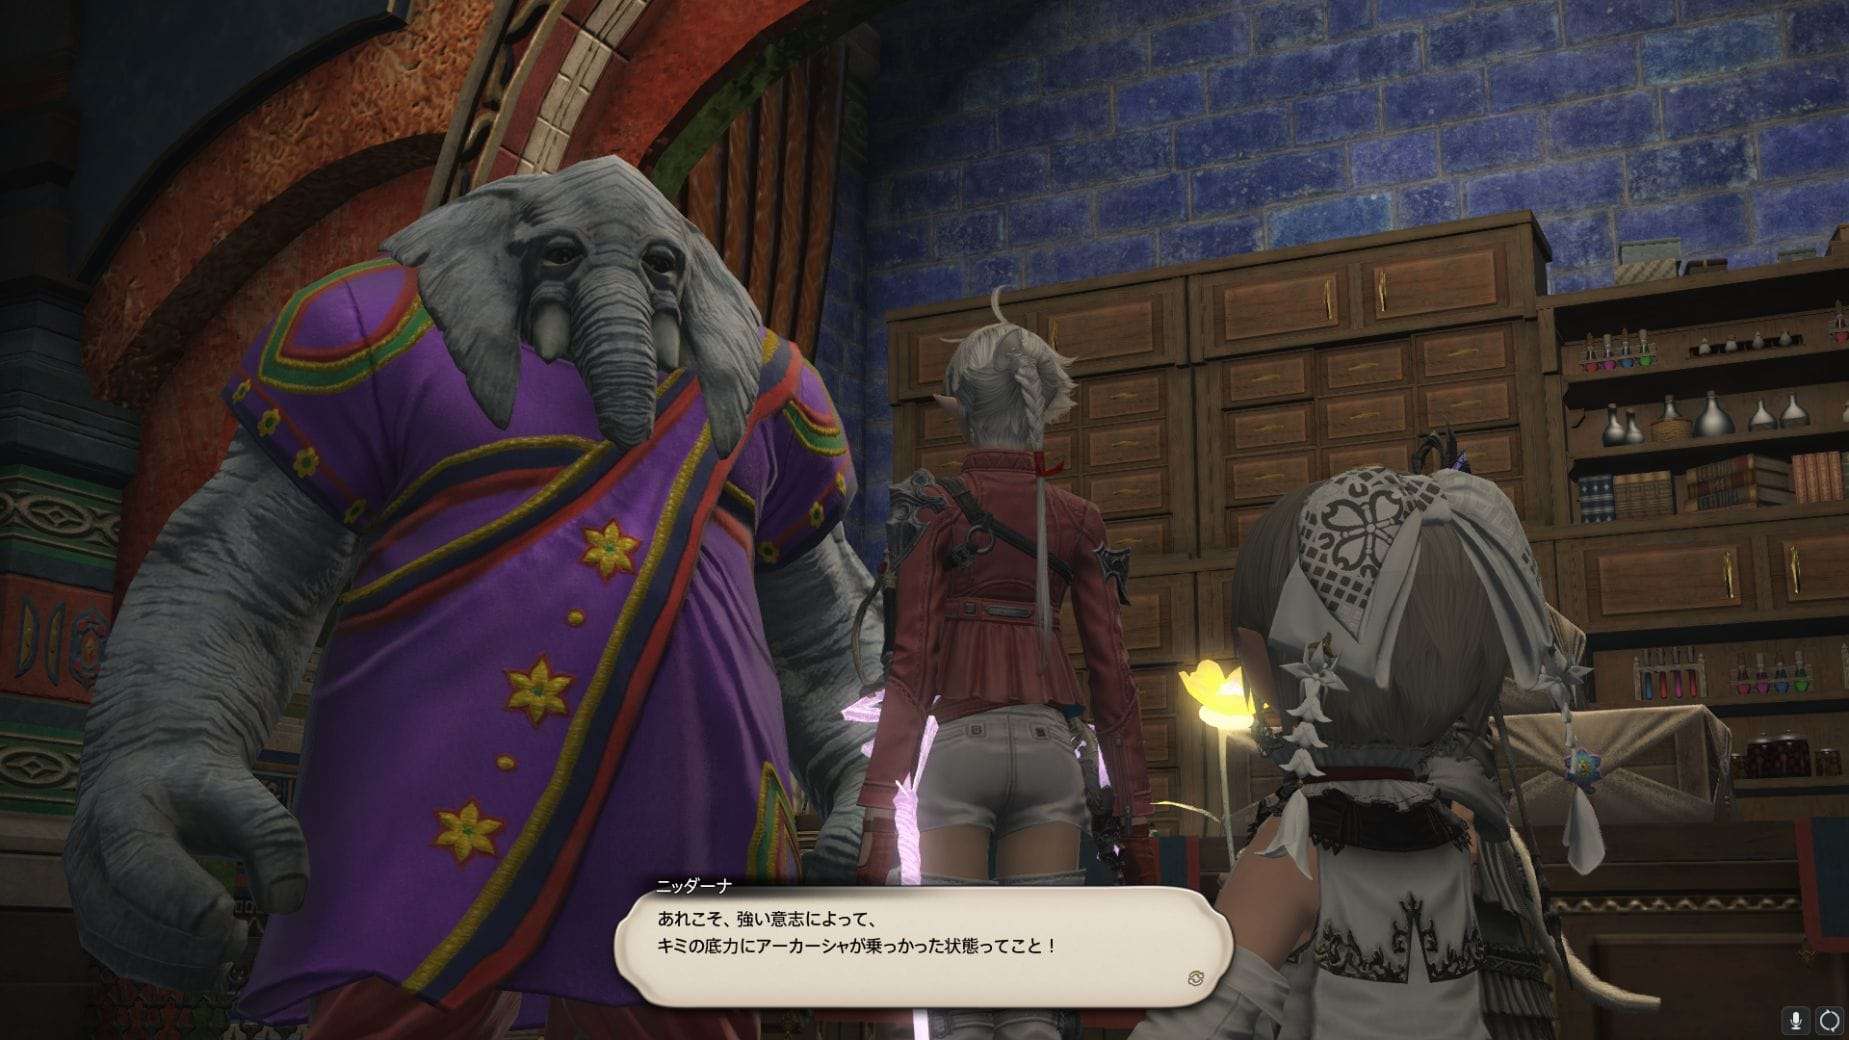 ニッダーナ
あれこそ、強い意志によって、
キミの底力にアーカーシャが乗っかった状態ってこと！